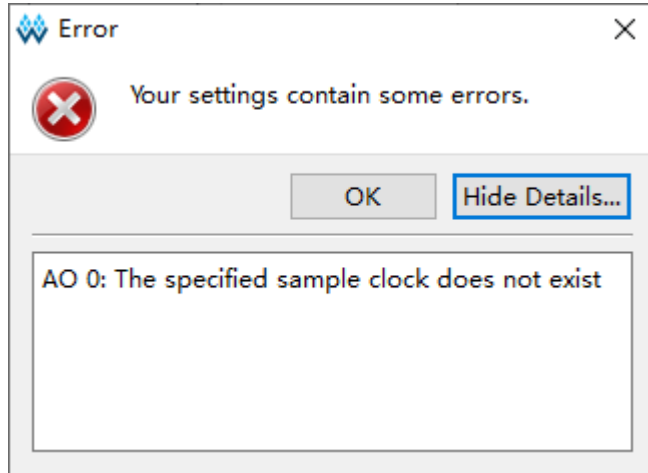 Error
Your settings contain some errors.
OK
Hide Details...
AO 0: The specified sample clock does not exist